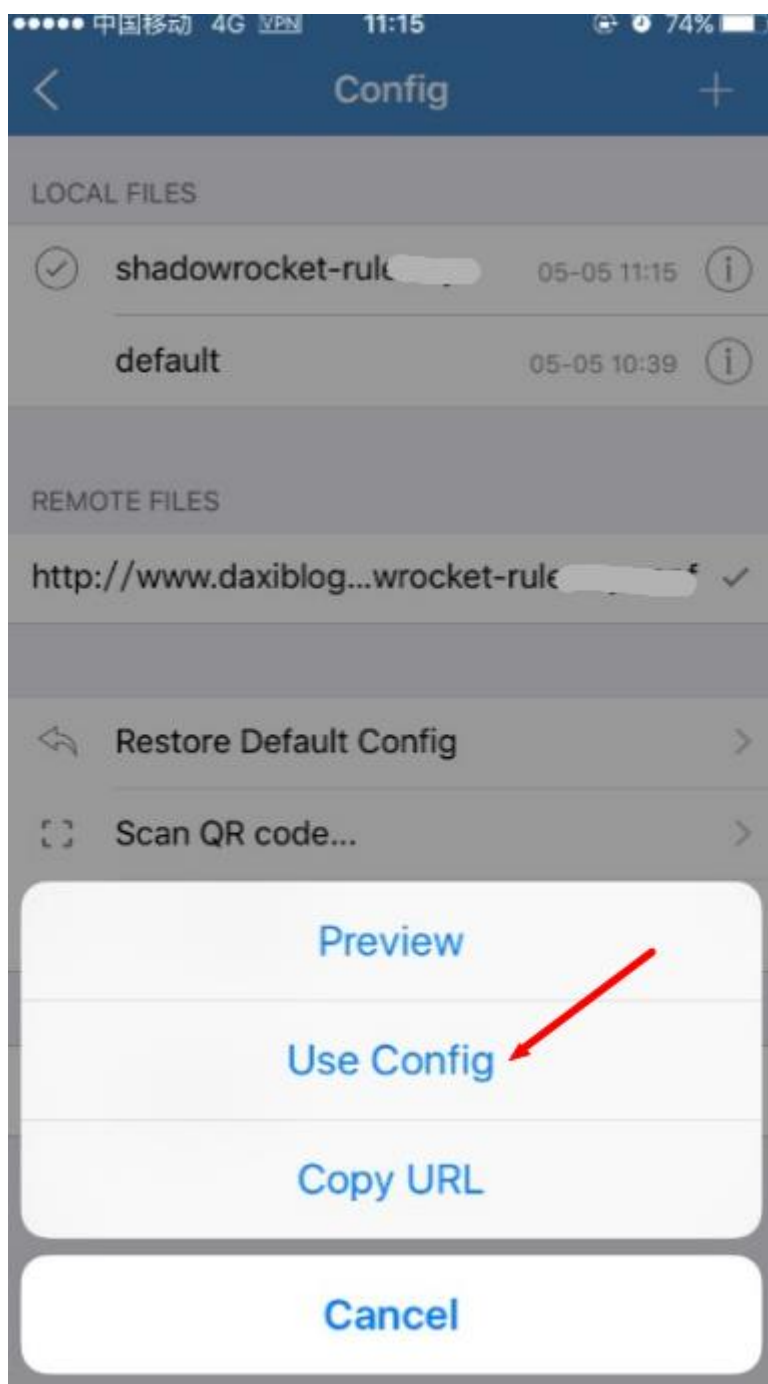 中国移动 4G VPN 11:15 74%
Config
LOCAL FILES
shadowrocket-rule 05-05 11:15
default 05-05 10:39
REMOTE FILES
http://www.daxiblog...wrocket-rule
Restore Default Config
Scan QR code...
Preview
Use Config
Copy URL
Cancel